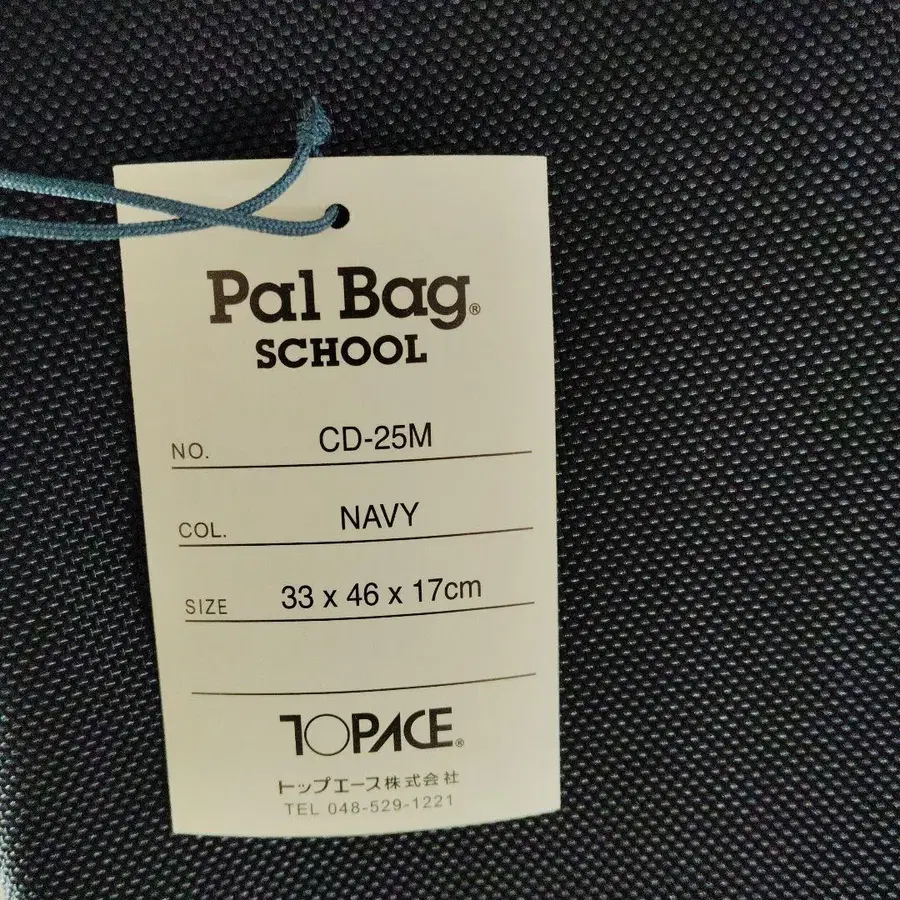 Pal Bag®
SCHOOL
NO. CD-25M
COL. NAVY
SIZE 33 x 46 x 17cm
TOPACE®
トップエース株式会社
TEL 048-529-1221